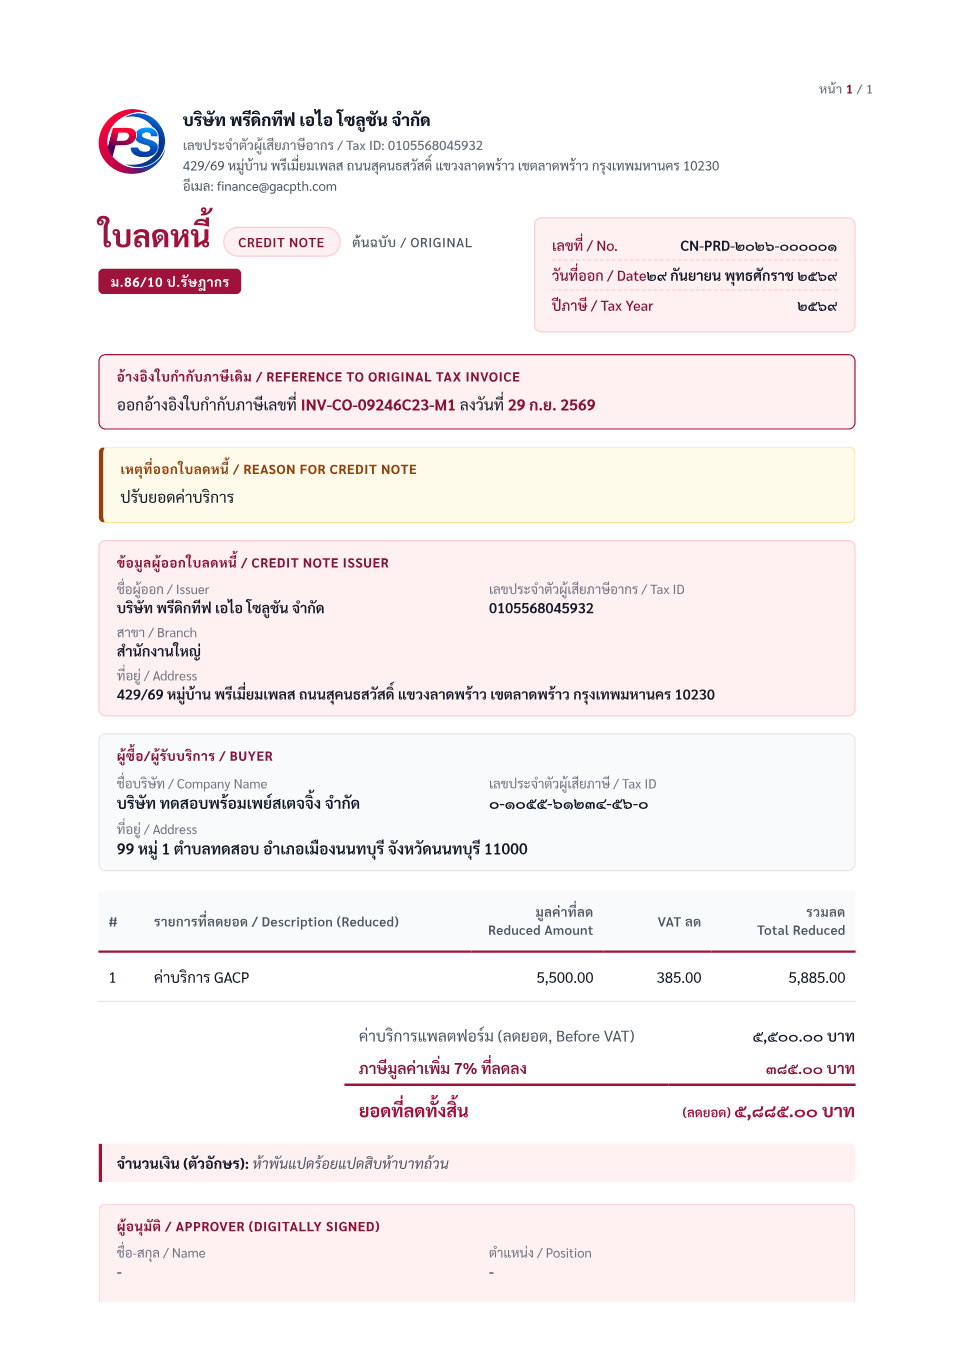 หน้า 1 / 1
PS
บริษัท พรีดิกทีฟ เอไอ โซลูชัน จำกัด
เลขประจำตัวผู้เสียภาษีอากร / Tax ID: 0105568045932
429/69 หมู่บ้าน พรีเมี่ยมเพลส ถนนสุคนธสวัสดิ์ แขวงลาดพร้าว เขตลาดพร้าว กรุงเทพมหานคร 10230
อีเมล: finance@gacpth.com
ใบลดหนี้ CREDIT NOTE ต้นฉบับ / ORIGINAL
ม.86/10 ป.รัษฎากร
เลขที่ / No. CN-PRD-๒๐๒๖-๐๐๐๐๐๑
วันที่ออก / Date๒๙ กันยายน พุทธศักราช ๒๕๖๙
ปีภาษี / Tax Year ๒๕๖๙
อ้างอิงใบกำกับภาษีเดิม / REFERENCE TO ORIGINAL TAX INVOICE
ออกอ้างอิงใบกำกับภาษีเลขที่ INV-CO-09246C23-M1 ลงวันที่ 29 ก.ย. 2569
เหตุที่ออกใบลดหนี้ / REASON FOR CREDIT NOTE
ปรับยอดค่าบริการ
ข้อมูลผู้ออกใบลดหนี้ / CREDIT NOTE ISSUER
ชื่อผู้ออก / Issuer เลขประจำตัวผู้เสียภาษีอากร / Tax ID
บริษัท พรีดิกทีฟ เอไอ โซลูชัน จำกัด 0105568045932
สาขา / Branch
สำนักงานใหญ่
ที่อยู่ / Address
429/69 หมู่บ้าน พรีเมี่ยมเพลส ถนนสุคนธสวัสดิ์ แขวงลาดพร้าว เขตลาดพร้าว กรุงเทพมหานคร 10230
ผู้ซื้อ/ผู้รับบริการ / BUYER
ชื่อบริษัท / Company Name เลขประจำตัวผู้เสียภาษี / Tax ID
บริษัท ทดสอบพร้อมเพย์สเตจจิ้ง จำกัด ๐-๑๐๕๕-๖๑๒๓๔-๕๖-๐
ที่อยู่ / Address
99 หมู่ 1 ตำบลทดสอบ อำเภอเมืองนนทบุรี จังหวัดนนทบุรี 11000
# รายการที่ลดยอด / Description (Reduced) มูลค่าที่ลด Reduced Amount VAT ลด รวมลด Total Reduced
1 ค่าบริการ GACP 5,500.00 385.00 5,885.00
ค่าบริการแพลตฟอร์ม (ลดยอด, Before VAT) ๕,๕๐๐.๐๐ บาท
ภาษีมูลค่าเพิ่ม 7% ที่ลดลง ๓๘๕.๐๐ บาท
ยอดที่ลดทั้งสิ้น (ลดยอด) ๕,๘๘๕.๐๐ บาท
จำนวนเงิน (ตัวอักษร): ห้าพันแปดร้อยแปดสิบห้าบาทถ้วน
ผู้อนุมัติ / APPROVER (DIGITALLY SIGNED)
ชื่อ-สกุล / Name ตำแหน่ง / Position
- -